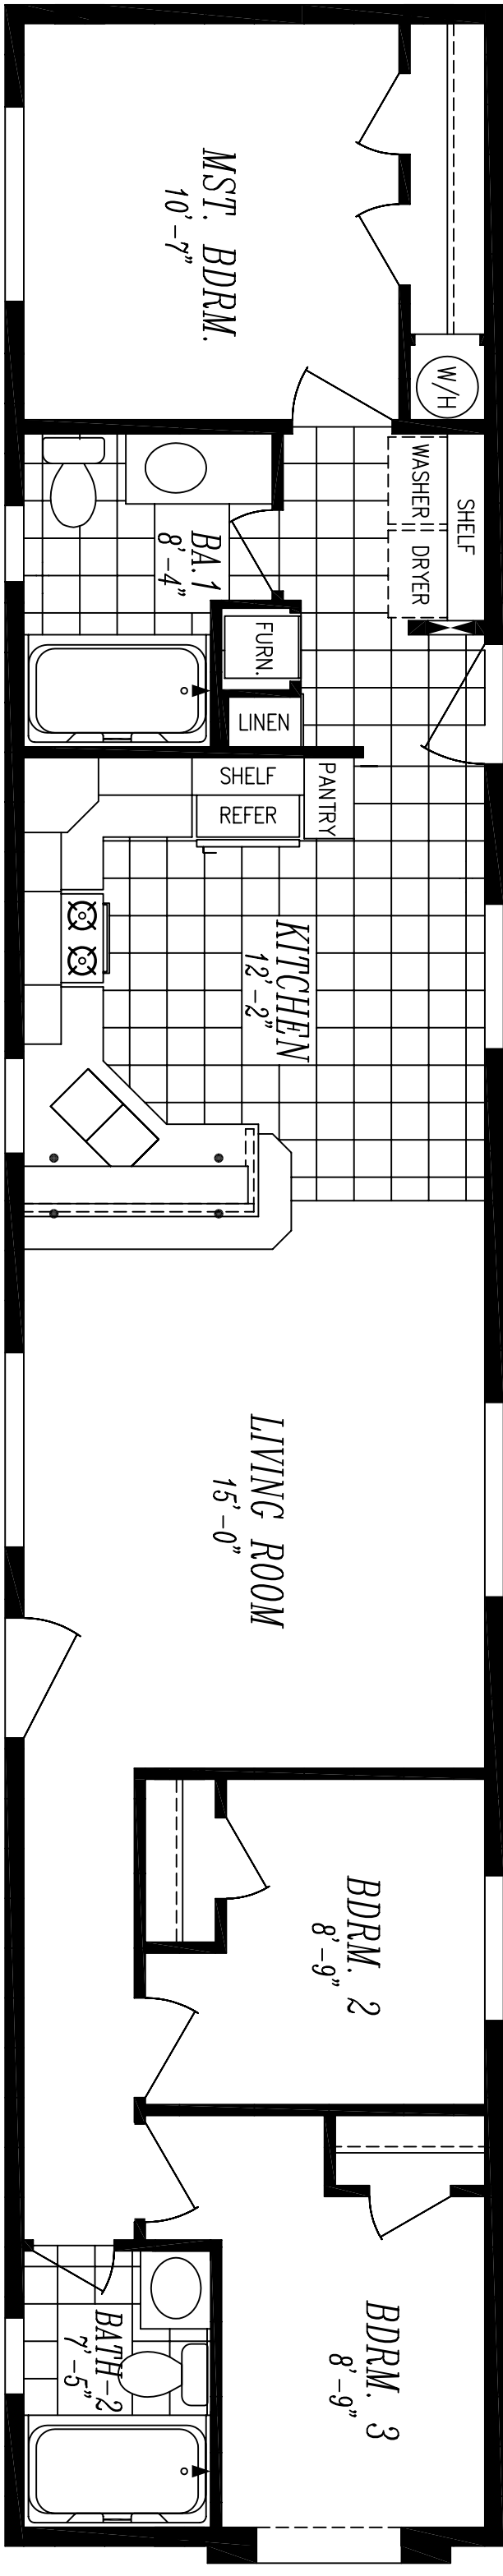 MST. BDRM.
10'-7"
W/H
WASHER
DRYER
SHELF
BA.1
8'-4"
FURN.
LINEN
SHELF
REFER
PANTRY
KITCHEN
12'-2"
LIVING ROOM
15'-0"
BDRM. 2
8'-9"
BDRM. 3
8'-9"
BATH-2
7'-5"